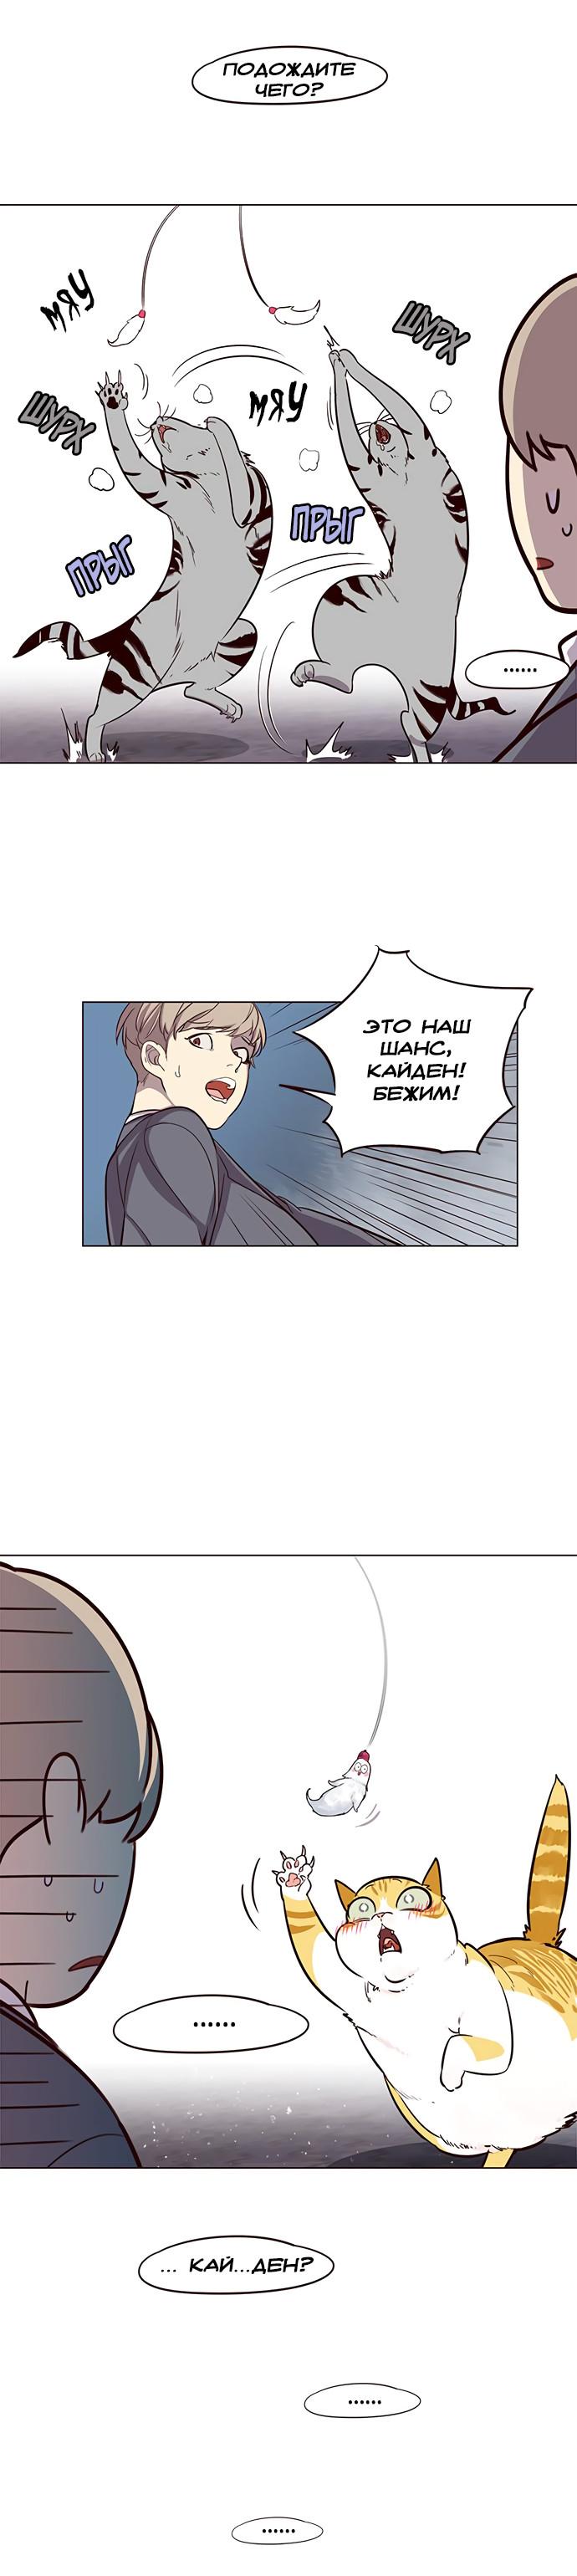 ПОДОЖДИТЕ
ЧЕГО?
МЯУ
ШУРХ
ШУРХ
МЯУ
ПРЫГ
ПРЫГ
......
ЭТО НАШ
ШАНС,
КАЙДЕН!
БЕЖИМ!
......
... КАЙ...ДЕН?
......
......